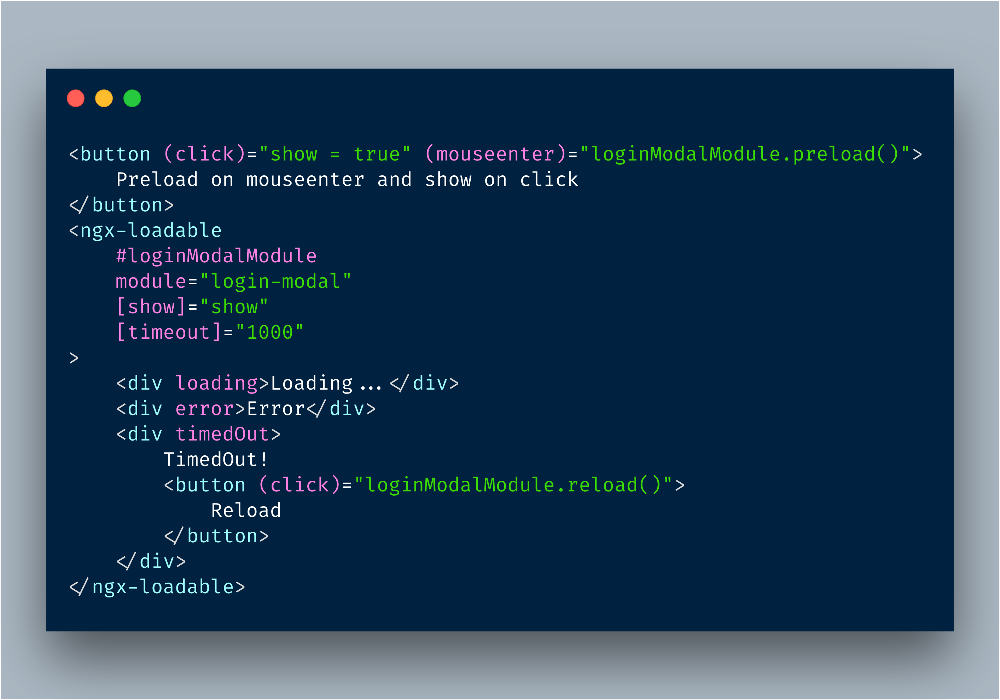 <button (click)="show = true" (mouseenter)="loginModalModule.preload()">
    Preload on mouseenter and show on click
</button>
<ngx-loadable
    #loginModalModule
    module="login-modal"
    [show]="show"
    [timeout]="1000"
>
    <div loading>Loading...</div>
    <div error>Error</div>
    <div timedOut>
        TimedOut!
        <button (click)="loginModalModule.reload()">
            Reload
        </button>
    </div>
</ngx-loadable>